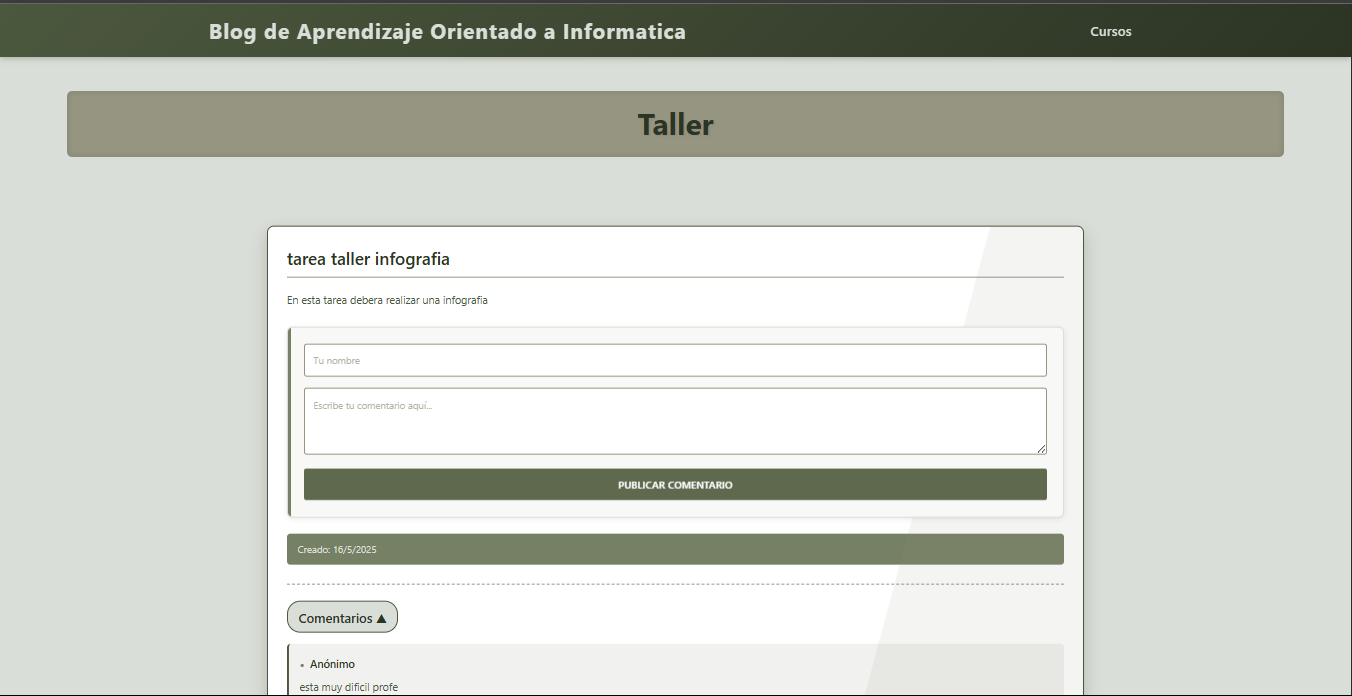 Blog de Aprendizaje Orientado a Informatica
Cursos
Taller
tarea taller infografia
En esta tarea debera realizar una infografia
Tu nombre
Escribe tu comentario aquí...
PUBLICAR COMENTARIO
Creado: 16/5/2025
Comentarios ▲
• Anónimo
esta muy dificil profe